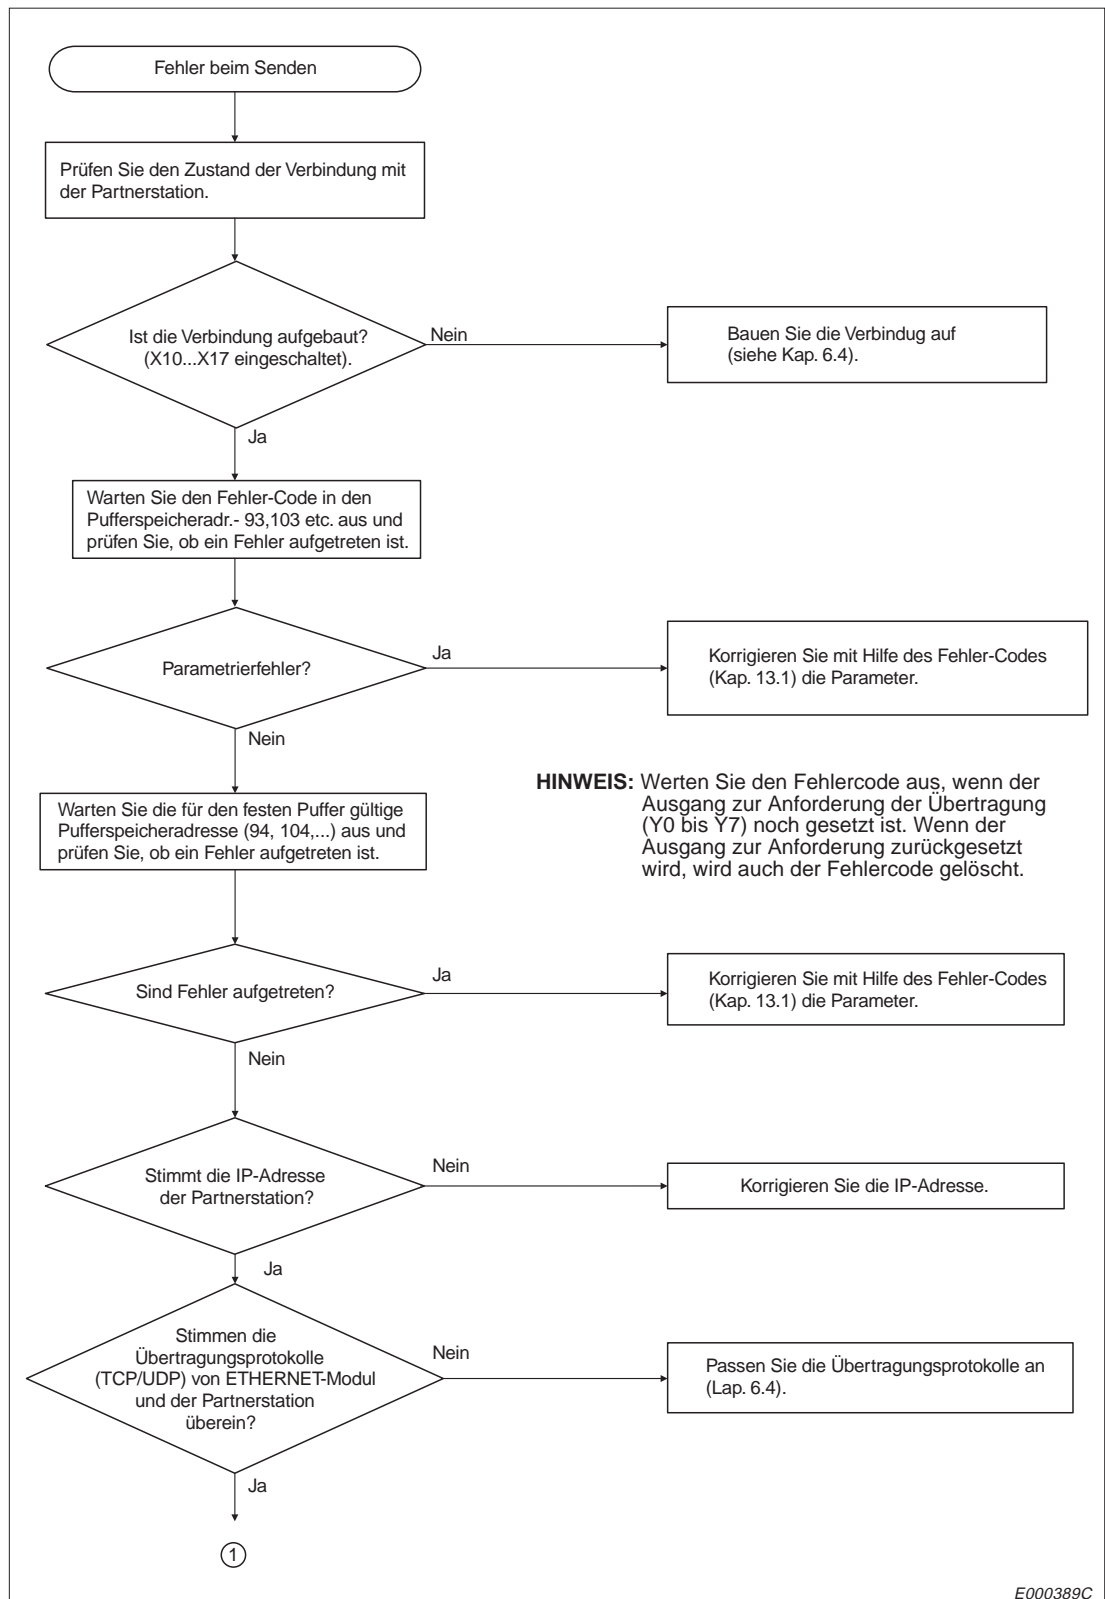 Fehler beim Senden
Prüfen Sie den Zustand der Verbindung mit
der Partnerstation.
Ist die Verbindung aufgebaut?
(X10...X17 eingeschaltet).
Nein
Bauen Sie die Verbindug auf
(siehe Kap. 6.4).
Ja
Warten Sie den Fehler-Code in den
Pufferspeicheradr.- 93,103 etc. aus und
prüfen Sie, ob ein Fehler aufgetreten ist.
Parametrierfehler?
Ja
Korrigieren Sie mit Hilfe des Fehler-Codes
(Kap. 13.1) die Parameter.
Nein
HINWEIS: Werten Sie den Fehlercode aus, wenn der
Ausgang zur Anforderung der Übertragung
(Y0 bis Y7) noch gesetzt ist. Wenn der
Ausgang zur Anforderung zurückgesetzt
wird, wird auch der Fehlercode gelöscht.
Warten Sie die für den festen Puffer gültige
Pufferspeicheradresse (94, 104,...) aus und
prüfen Sie, ob ein Fehler aufgetreten ist.
Sind Fehler aufgetreten?
Ja
Korrigieren Sie mit Hilfe des Fehler-Codes
(Kap. 13.1) die Parameter.
Nein
Stimmt die IP-Adresse
der Partnerstation?
Nein
Korrigieren Sie die IP-Adresse.
Ja
Stimmen die
Übertragungsprotokolle
(TCP/UDP) von ETHERNET-Modul
und der Partnerstation
überein?
Nein
Passen Sie die Übertragungsprotokolle an
(Lap. 6.4).
Ja
1
E000389C